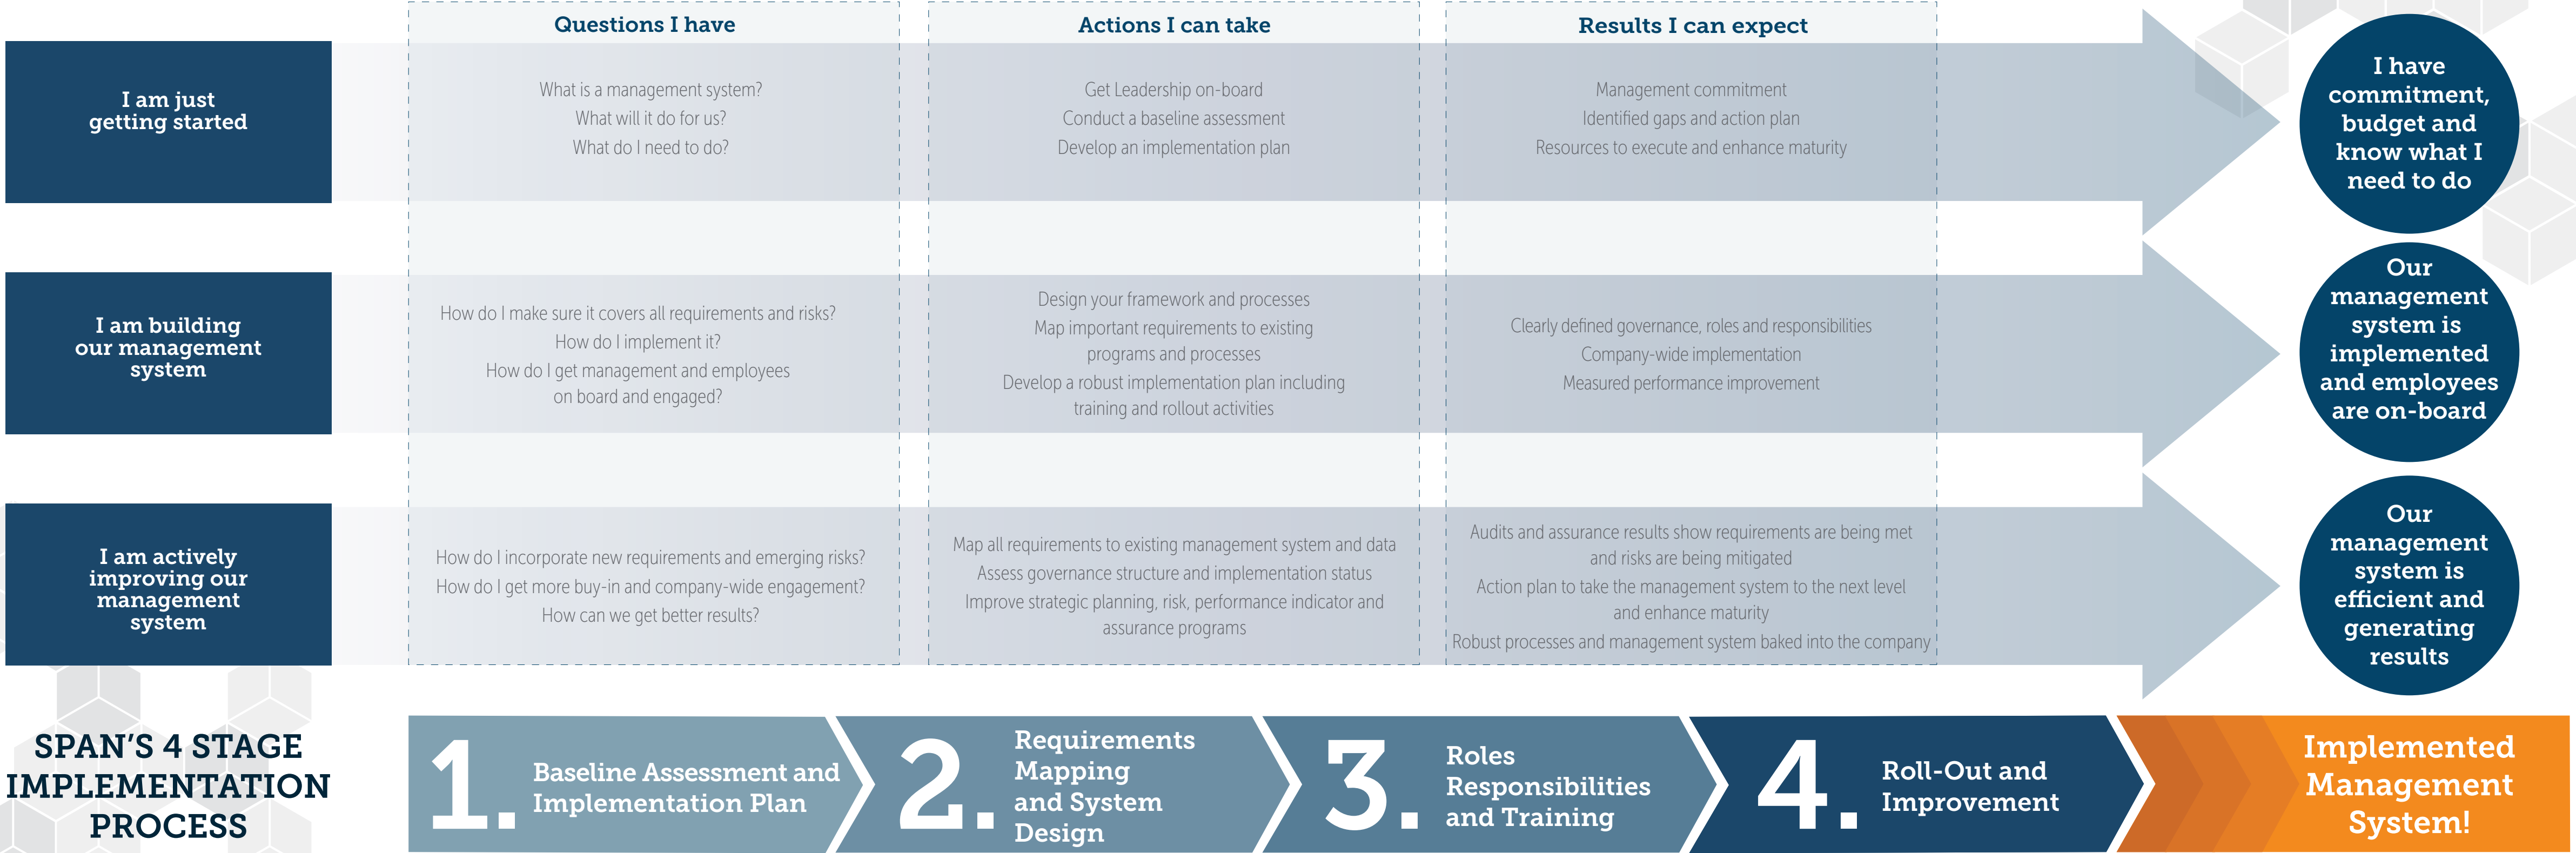 Questions I have
Actions I can take
Results I can expect
I am just
getting started
What is a management system?
What will it do for us?
What do I need to do?
Get Leadership on-board
Conduct a baseline assessment
Develop an implementation plan
Management commitment
Identified gaps and action plan
Resources to execute and enhance maturity
I have
commitment,
budget and
know what I
need to do
I am building
our management
system
How do I make sure it covers all requirements and risks?
How do I implement it?
How do I get management and employees
on board and engaged?
Design your framework and processes
Map important requirements to existing
programs and processes
Develop a robust implementation plan including
training and rollout activities
Clearly defined governance, roles and responsibilities
Company-wide implementation
Measured performance improvement
Our
management
system is
implemented
and employees
are on-board
I am actively
improving our
management
system
How do I incorporate new requirements and emerging risks?
How do I get more buy-in and company-wide engagement?
How can we get better results?
Map all requirements to existing management system and data
Assess governance structure and implementation status
Improve strategic planning, risk, performance indicator and
assurance programs
Audits and assurance results show requirements are being met
and risks are being mitigated
Action plan to take the management system to the next level
and enhance maturity
Robust processes and management system baked into the company
Our
management
system is
efficient and
generating
results
SPAN’S 4 STAGE
IMPLEMENTATION
PROCESS
1.
Baseline Assessment and
Implementation Plan
2.
Requirements
Mapping
and System
Design
3.
Roles
Responsibilities
and Training
4.
Roll-Out and
Improvement
Implemented
Management
System!